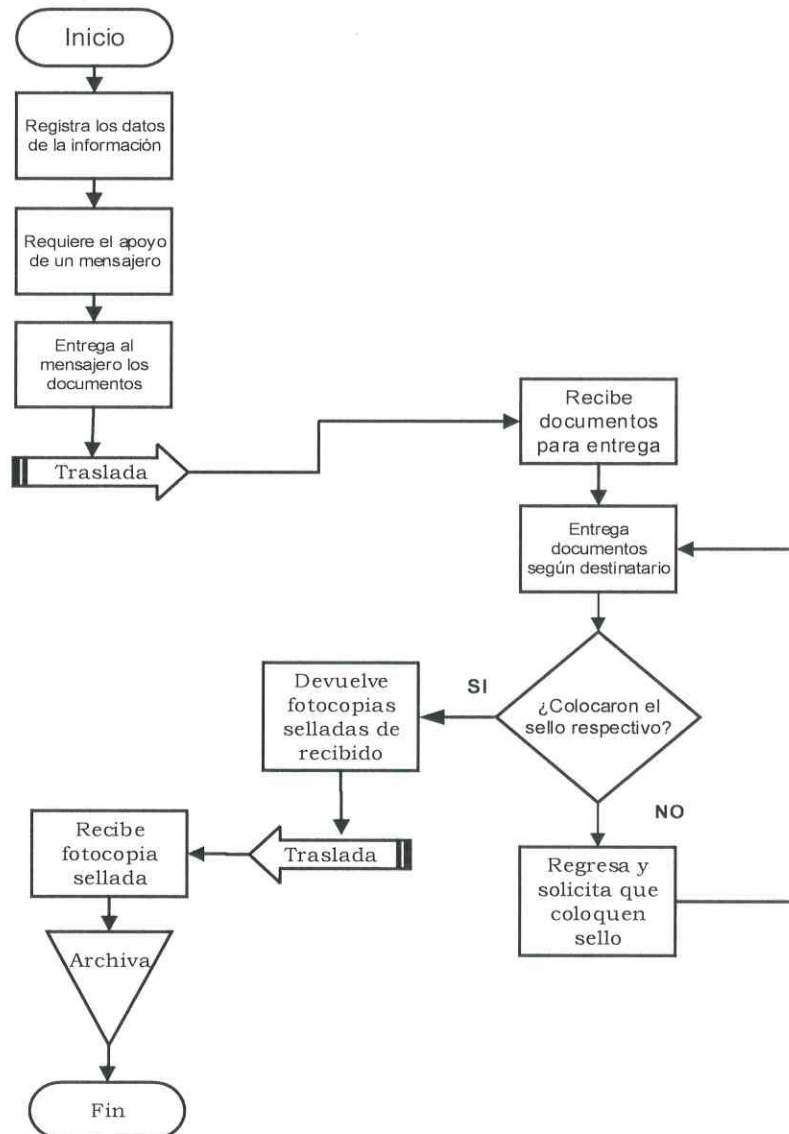 Inicio
Registra los datos
de la información
Requiere el apoyo
de un mensajero
Entrega al
mensajero los
documentos
Traslada
Recibe
documentos
para entrega
Entrega
documentos
según destinatario
¿Colocaron el
sello respectivo?
SI
NO
Devuelve
fotocopias
selladas de
recibido
Regresa y
solicita que
coloquen
sello
Traslada
Recibe
fotocopia
sellada
Archiva
Fin